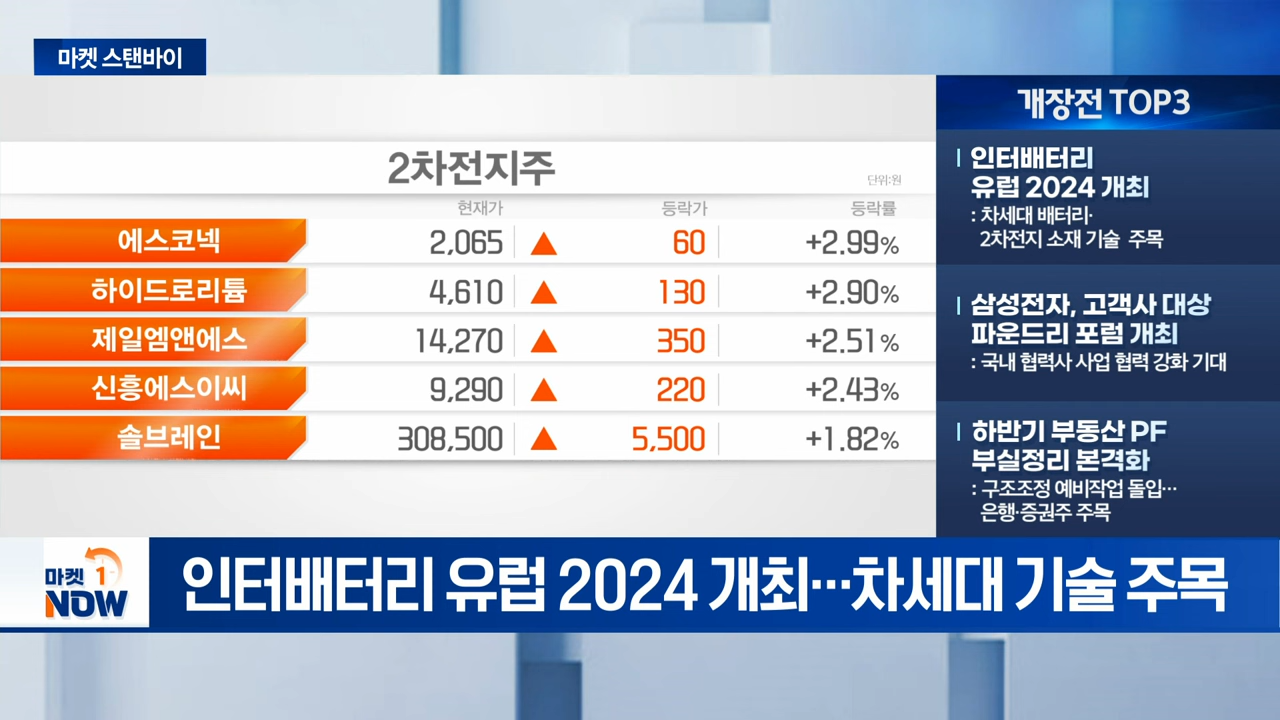 마켓 스탠바이
2차전지주
단위:원
현재가 등락가 등락률
에스코넥 2,065 ▲ 60 +2.99%
하이드로리튬 4,610 ▲ 130 +2.90%
제일엠앤에스 14,270 ▲ 350 +2.51%
신흥에스이씨 9,290 ▲ 220 +2.43%
솔브레인 308,500 ▲ 5,500 +1.82%
개장전 TOP3
인터배터리
유럽 2024 개최
: 차세대 배터리·
2차전지 소재 기술 주목
삼성전자, 고객사 대상
파운드리 포럼 개최
: 국내 협력사 사업 협력 강화 기대
하반기 부동산 PF
부실정리 본격화
: 구조조정 예비작업 돌입…
은행·증권주 주목
마켓 1
NOW
인터배터리 유럽 2024 개최…차세대 기술 주목